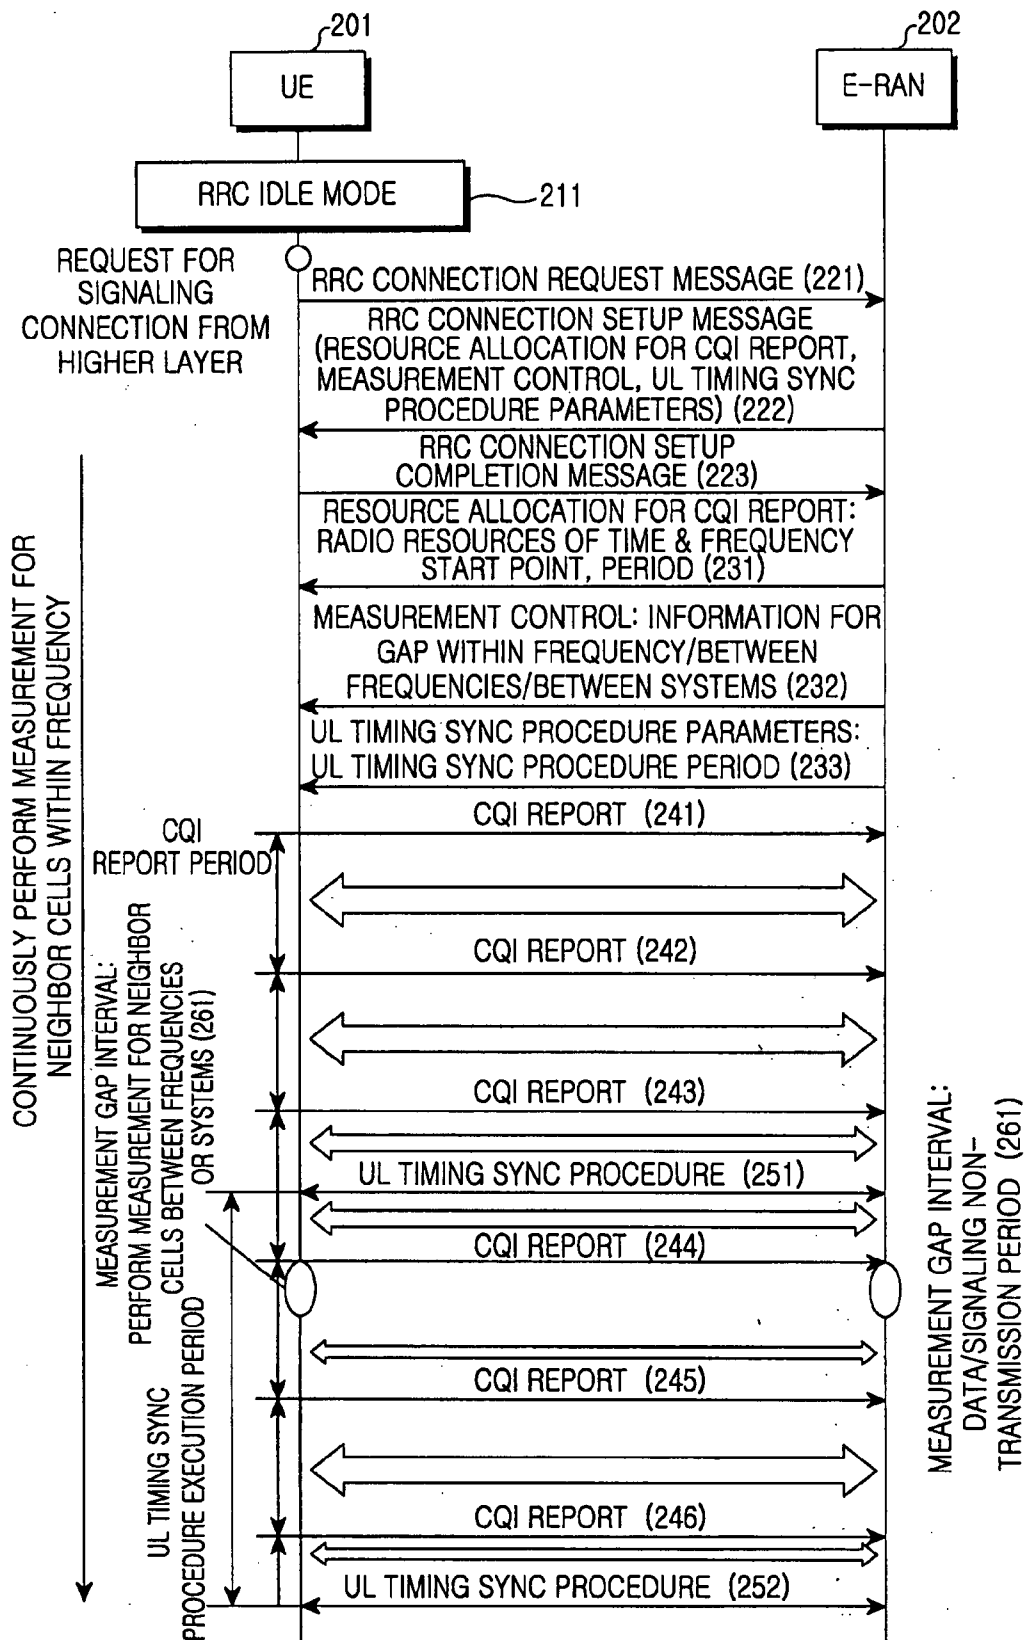 201
202
UE
E-RAN
RRC IDLE MODE
211
REQUEST FOR
SIGNALING
CONNECTION FROM
HIGHER LAYER
RRC CONNECTION REQUEST MESSAGE (221)
RRC CONNECTION SETUP MESSAGE
(RESOURCE ALLOCATION FOR CQI REPORT,
MEASUREMENT CONTROL, UL TIMING SYNC
PROCEDURE PARAMETERS) (222)
RRC CONNECTION SETUP
COMPLETION MESSAGE (223)
RESOURCE ALLOCATION FOR CQI REPORT:
RADIO RESOURCES OF TIME & FREQUENCY
START POINT, PERIOD (231)
MEASUREMENT CONTROL: INFORMATION FOR
GAP WITHIN FREQUENCY/BETWEEN
FREQUENCIES/BETWEEN SYSTEMS (232)
UL TIMING SYNC PROCEDURE PARAMETERS:
UL TIMING SYNC PROCEDURE PERIOD (233)
CONTINUOUSLY PERFORM MEASUREMENT FOR
NEIGHBOR CELLS WITHIN FREQUENCY
CQI
REPORT PERIOD
CQI REPORT (241)
CQI REPORT (242)
CQI REPORT (243)
MEASUREMENT GAP INTERVAL:
PERFORM MEASUREMENT FOR NEIGHBOR
CELLS BETWEEN FREQUENCIES
OR SYSTEMS (261)
UL TIMING SYNC PROCEDURE (251)
CQI REPORT (244)
MEASUREMENT GAP INTERVAL:
DATA/SIGNALING NON-
TRANSMISSION PERIOD (261)
CQI REPORT (245)
UL TIMING SYNC
PROCEDURE EXECUTION PERIOD
CQI REPORT (246)
UL TIMING SYNC PROCEDURE (252)